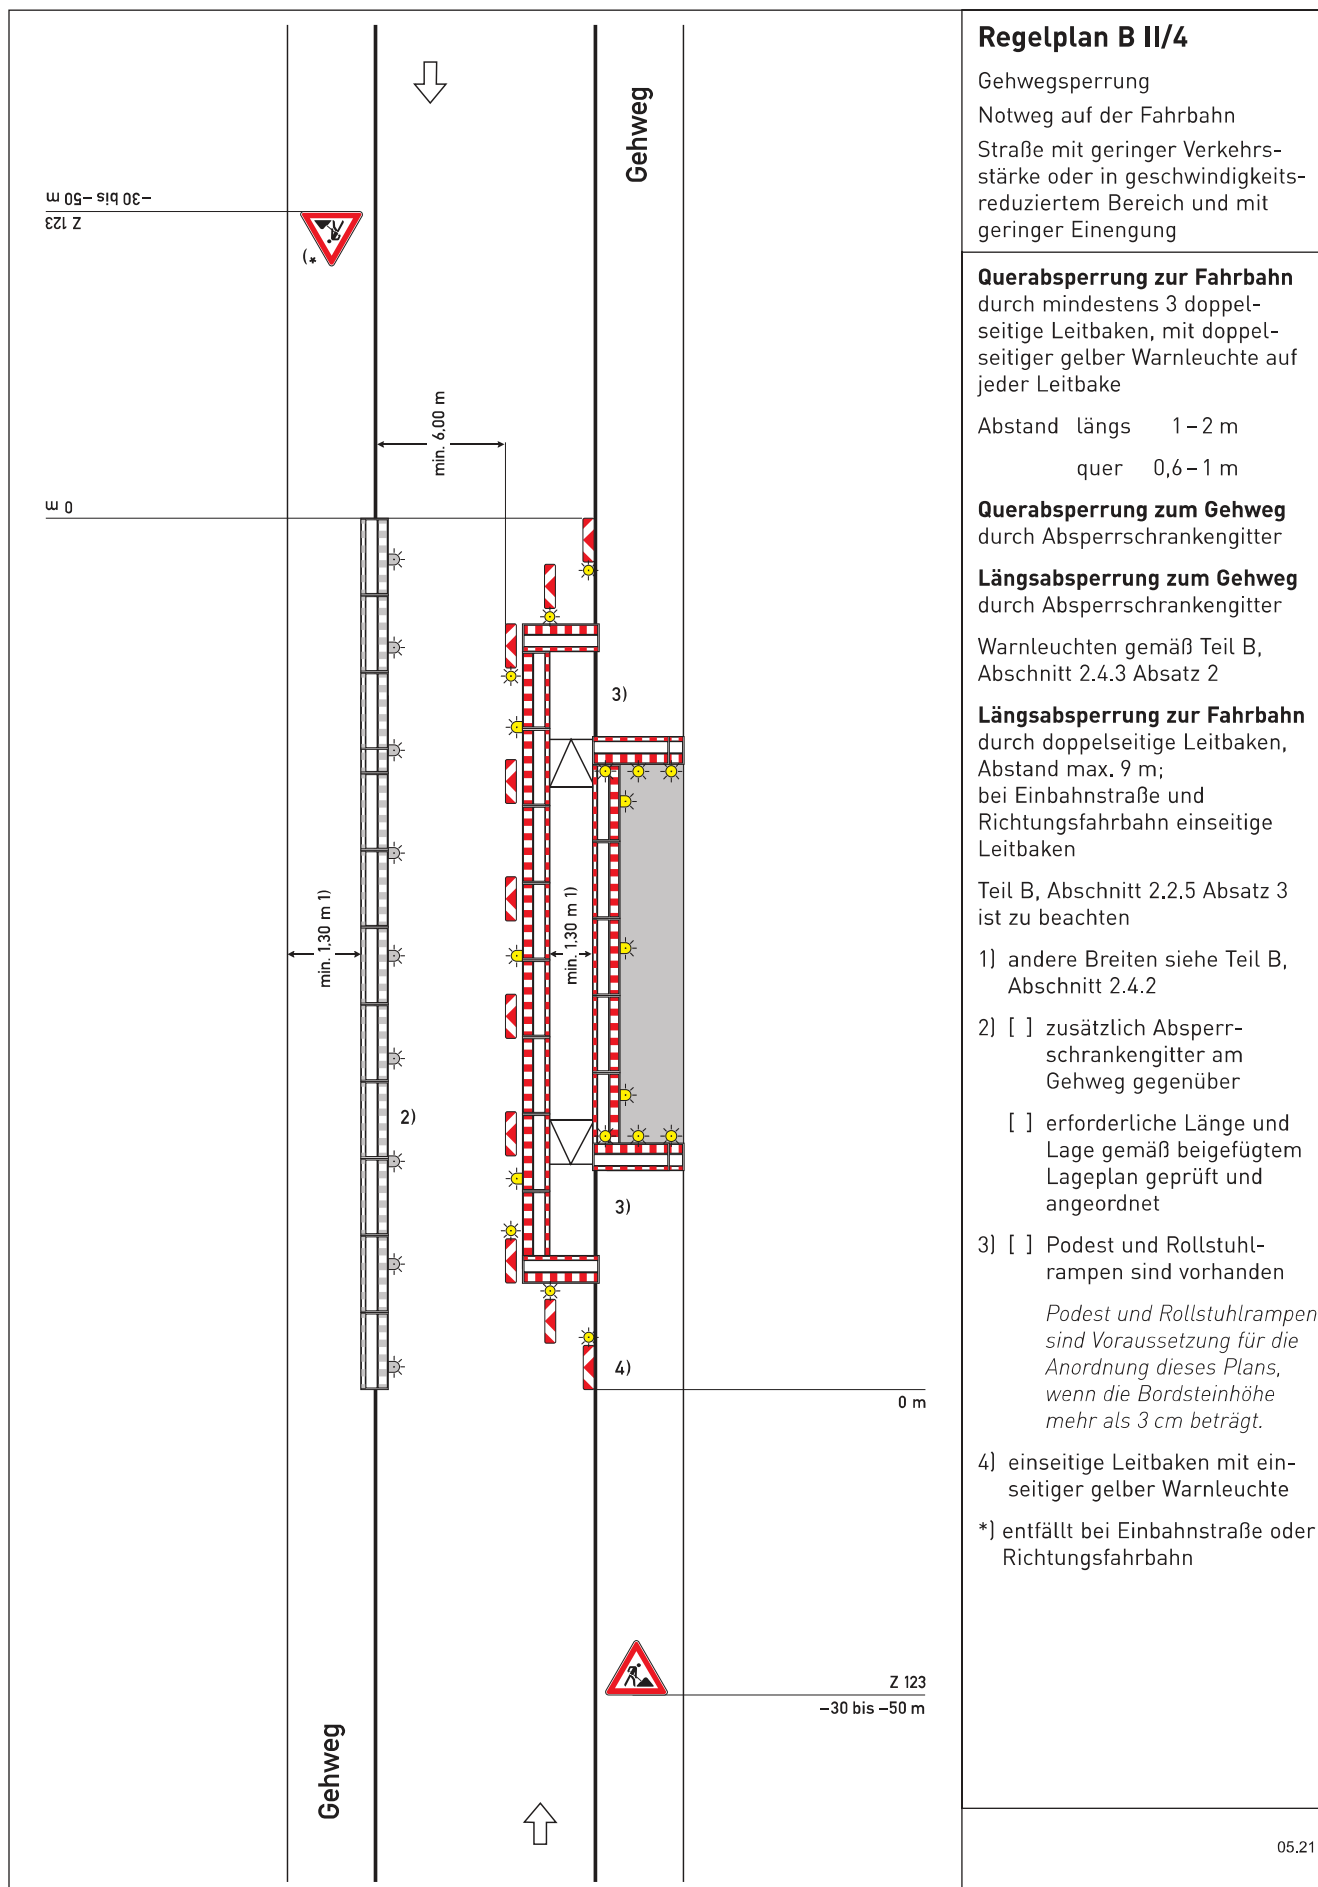 Regelplan B II/4
Gehwegsperrung
Notweg auf der Fahrbahn
Straße mit geringer Verkehrs-
stärke oder in geschwindigkeits-
reduziertem Bereich und mit
geringer Einengung
Querabsperrung zur Fahrbahn
durch mindestens 3 doppel-
seitige Leitbaken, mit doppel-
seitiger gelber Warnleuchte auf
jeder Leitbake
Abstand längs 1–2 m
quer 0,6–1 m
Querabsperrung zum Gehweg
durch Absperrschrankengitter
Längsabsperrung zum Gehweg
durch Absperrschrankengitter
Warnleuchten gemäß Teil B,
Abschnitt 2.4.3 Absatz 2
Längsabsperrung zur Fahrbahn
durch doppelseitige Leitbaken,
Abstand max. 9 m;
bei Einbahnstraße und
Richtungsfahrbahn einseitige
Leitbaken
Teil B, Abschnitt 2.2.5 Absatz 3
ist zu beachten
1) andere Breiten siehe Teil B,
Abschnitt 2.4.2
2) [ ] zusätzlich Absperr-
schrankengitter am
Gehweg gegenüber
[ ] erforderliche Länge und
Lage gemäß beigefügtem
Lageplan geprüft und
angeordnet
3) [ ] Podest und Rollstuhl-
rampen sind vorhanden
Podest und Rollstuhlrampen
sind Voraussetzung für die
Anordnung dieses Plans,
wenn die Bordsteinhöhe
mehr als 3 cm beträgt.
4) einseitige Leitbaken mit ein-
seitiger gelber Warnleuchte
*) entfällt bei Einbahnstraße oder
Richtungsfahrbahn
05.21
Gehweg
–30 bis –50 m
Z 123
*)
min. 6,00 m
0 m
3)
min. 1,30 m 1)
min. 1,30 m 1)
2)
3)
4)
0 m
Z 123
–30 bis –50 m
Gehweg